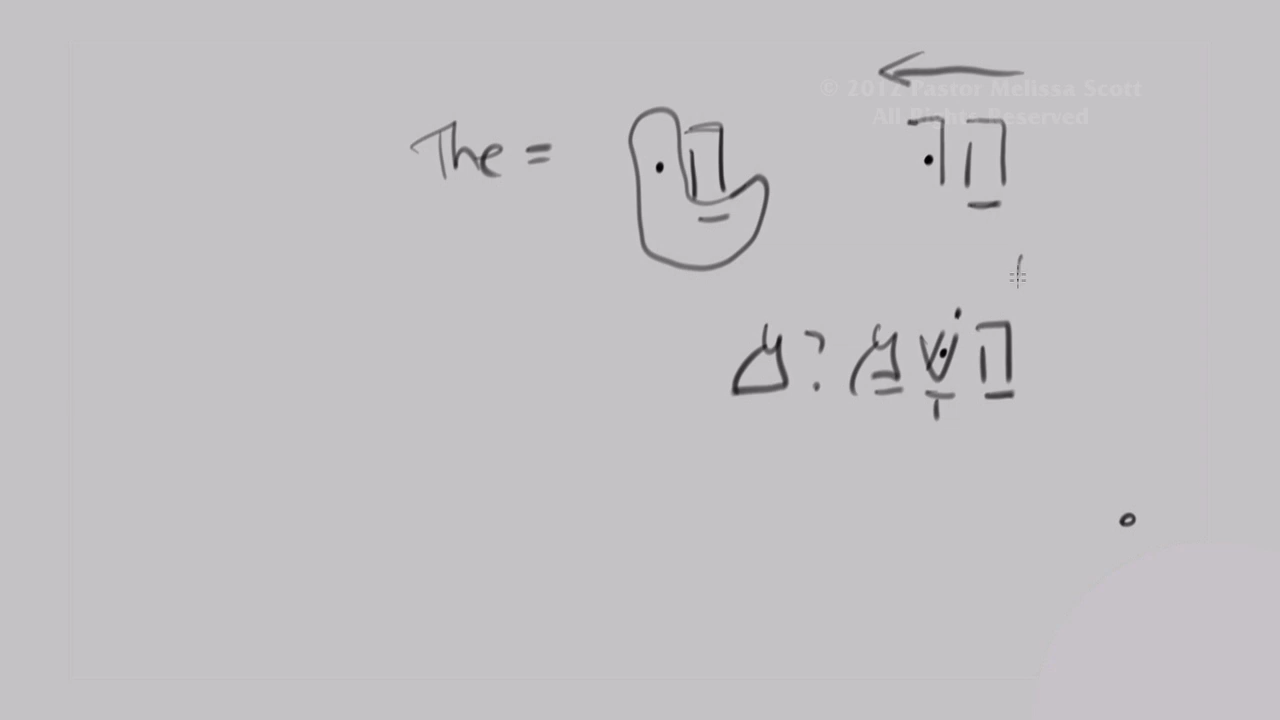 © 2012 Pastor Melissa Scott
All Rights Reserved
The = הַ
הַשָּׁמַיִם